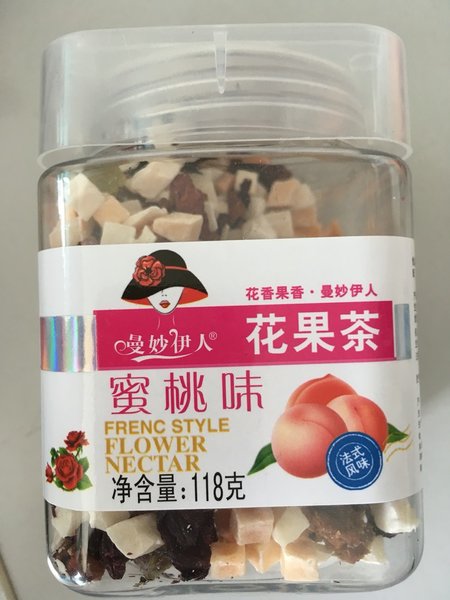 花香果香·曼妙伊人
曼妙伊人®
花果茶
蜜桃味
FRENC STYLE
FLOWER
NECTAR
法式
风味
净含量:118克